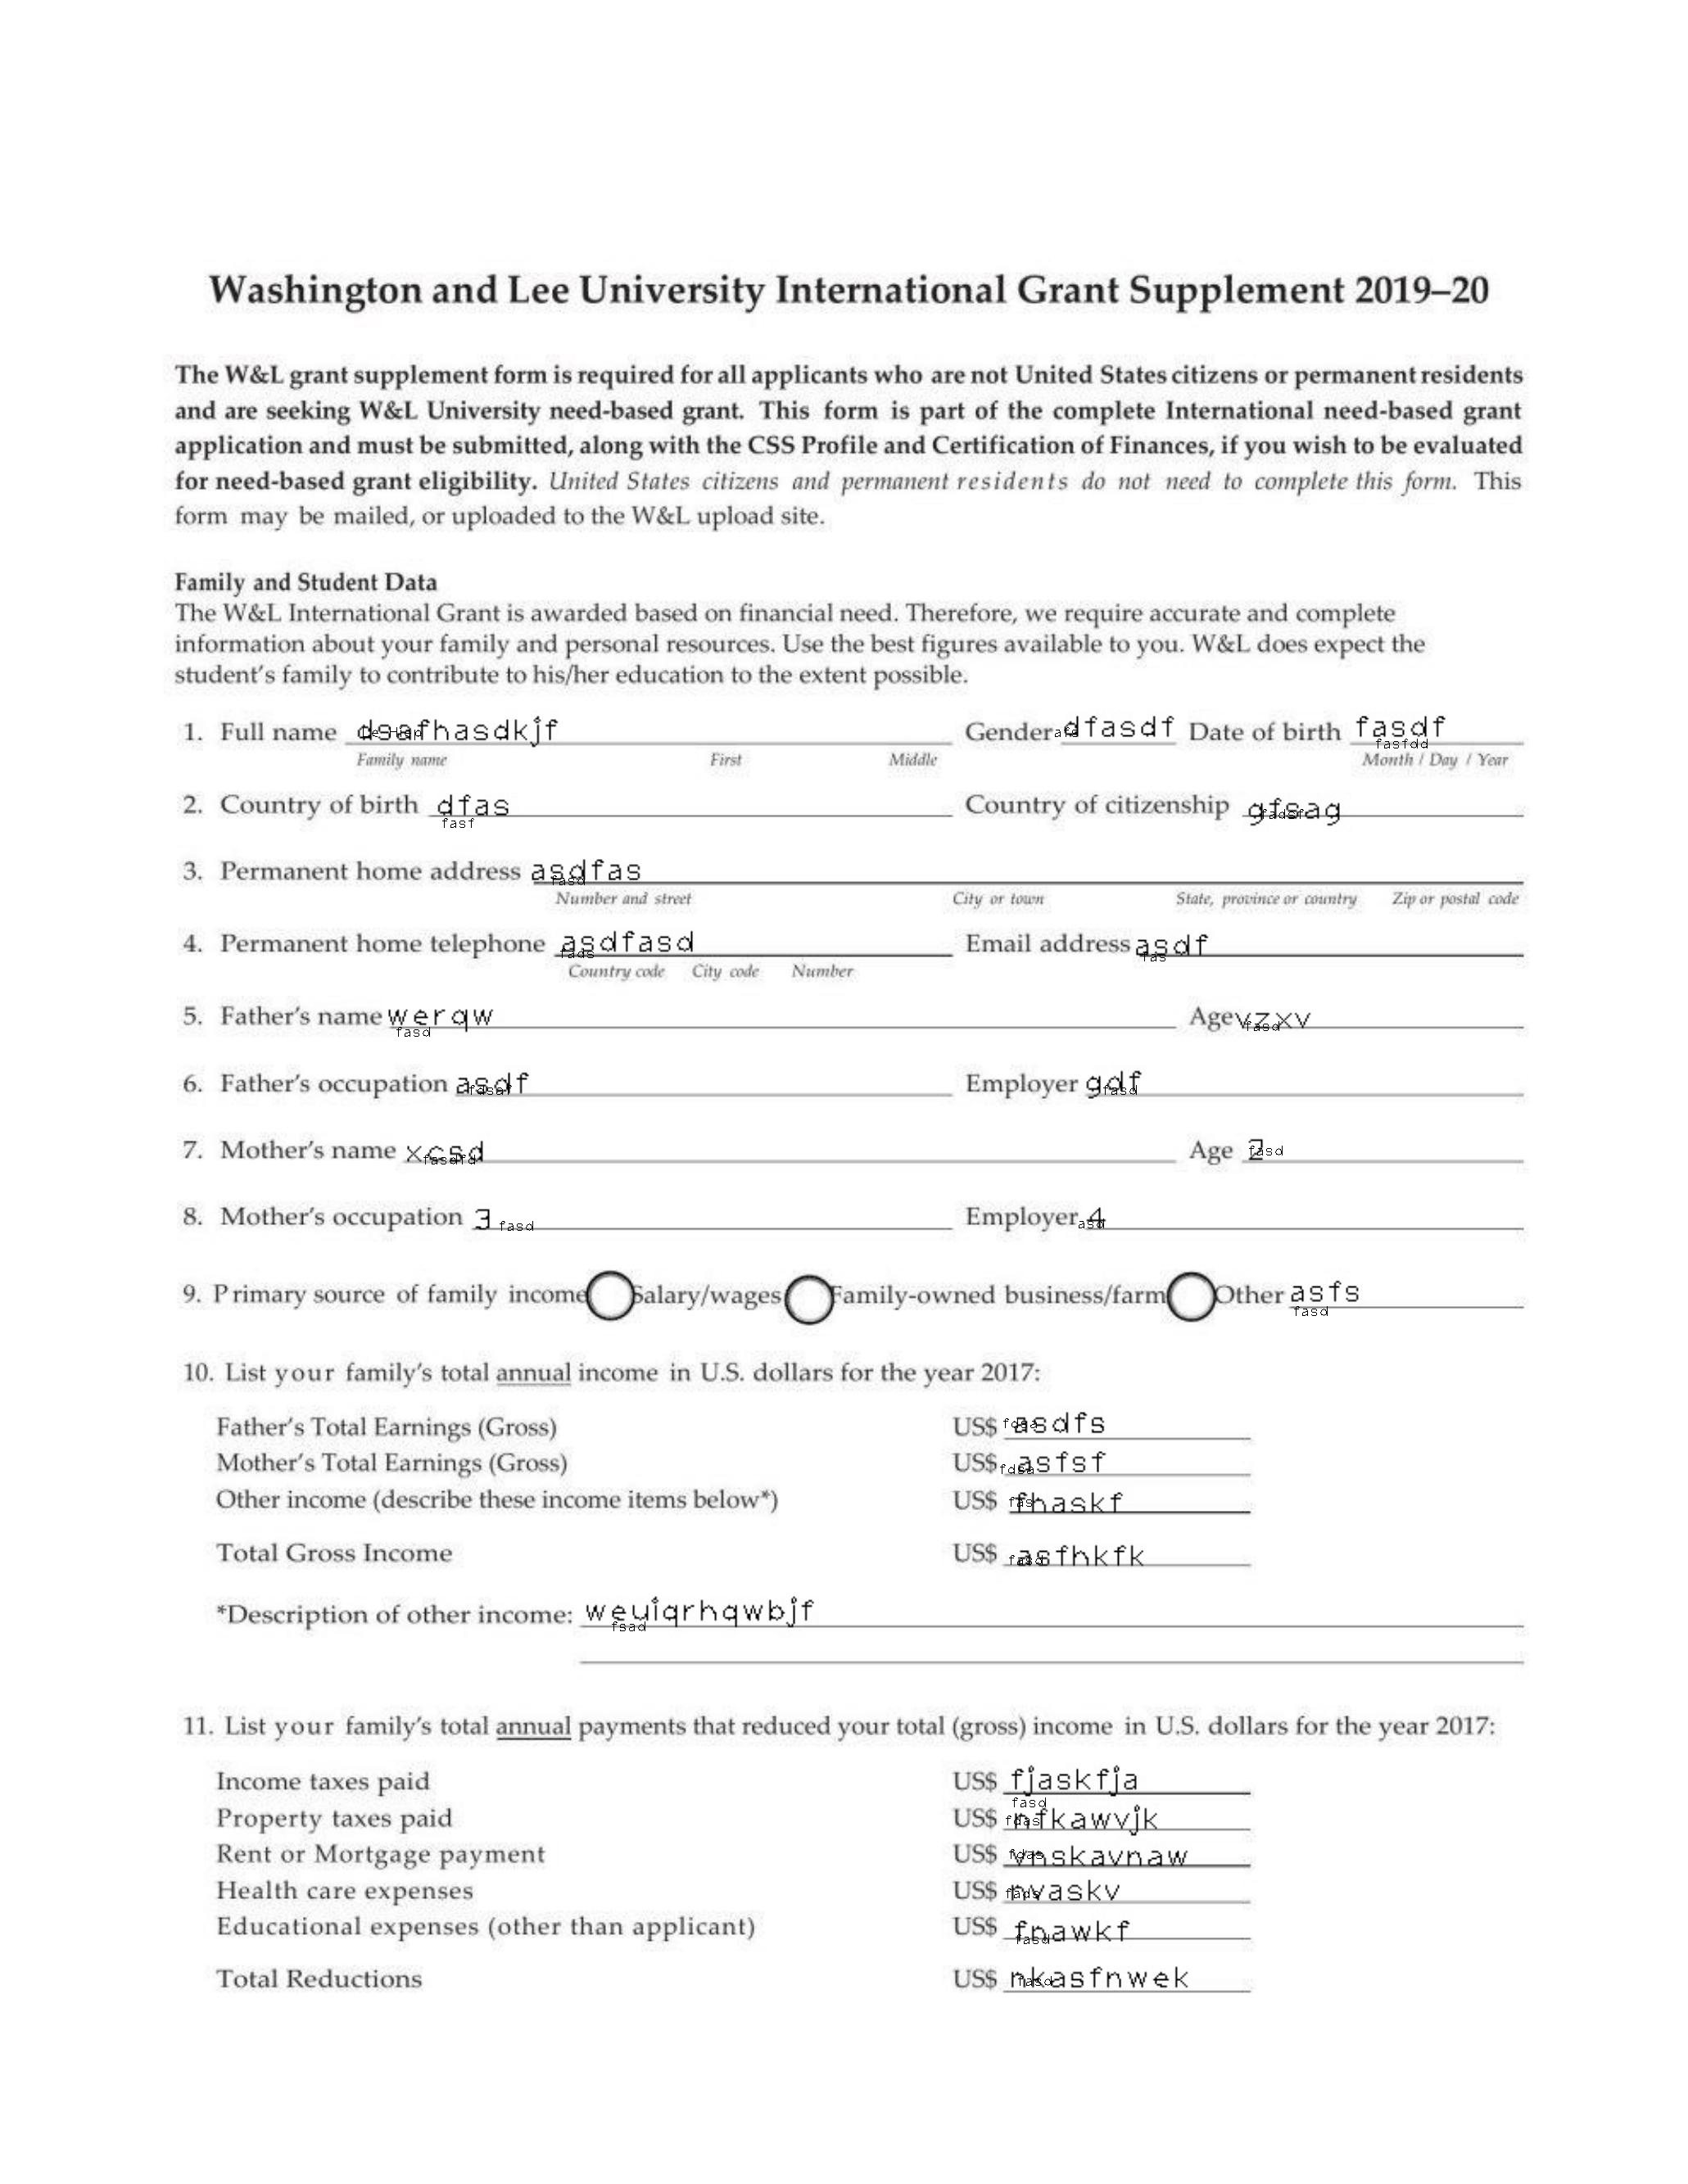 Washington and Lee University International Grant Supplement 2019–20
The W&L grant supplement form is required for all applicants who are not United States citizens or permanent residents
and are seeking W&L University need-based grant. This form is part of the complete International need-based grant
application and must be submitted, along with the CSS Profile and Certification of Finances, if you wish to be evaluated
for need-based grant eligibility. United States citizens and permanent residents do not need to complete this form. This
form may be mailed, or uploaded to the W&L upload site.
Family and Student Data
The W&L International Grant is awarded based on financial need. Therefore, we require accurate and complete
information about your family and personal resources. Use the best figures available to you. W&L does expect the
student's family to contribute to his/her education to the extent possible.
1. Full name dsafhasdkjf Gender dfasdf Date of birth fasdf
fasfdd
Family name First Middle Month / Day / Year
2. Country of birth dfas Country of citizenship gfsag
fasf
3. Permanent home address asdfas
fasd
Number and street City or town State, province or country Zip or postal code
4. Permanent home telephone asdfasd Email address asdf
fads fas
Country code City code Number
5. Father's name werqw Age vzxv
fasd fasd
6. Father's occupation asdf Employer gdf
fasd
7. Mother's name xcsd Age 2
fasd
8. Mother's occupation 3 fasd Employer asd 4
9. Primary source of family income Salary/wages Family-owned business/farm Other asfs
fasd
10. List your family's total annual income in U.S. dollars for the year 2017:
Father's Total Earnings (Gross) US$ asdfs
Mother's Total Earnings (Gross) US$ asfsf
Other income (describe these income items below*) US$ fhaskf
Total Gross Income US$ asfhkfk
*Description of other income: weuiqrhqwbjf
fsad
11. List your family's total annual payments that reduced your total (gross) income in U.S. dollars for the year 2017:
Income taxes paid US$ fjaskfja
fasd
Property taxes paid US$ nfkawvjk
Rent or Mortgage payment US$ vnskavnaw
Health care expenses US$ nvaskv
Educational expenses (other than applicant) US$ fnawkf
fasd
Total Reductions US$ nkasfnwek